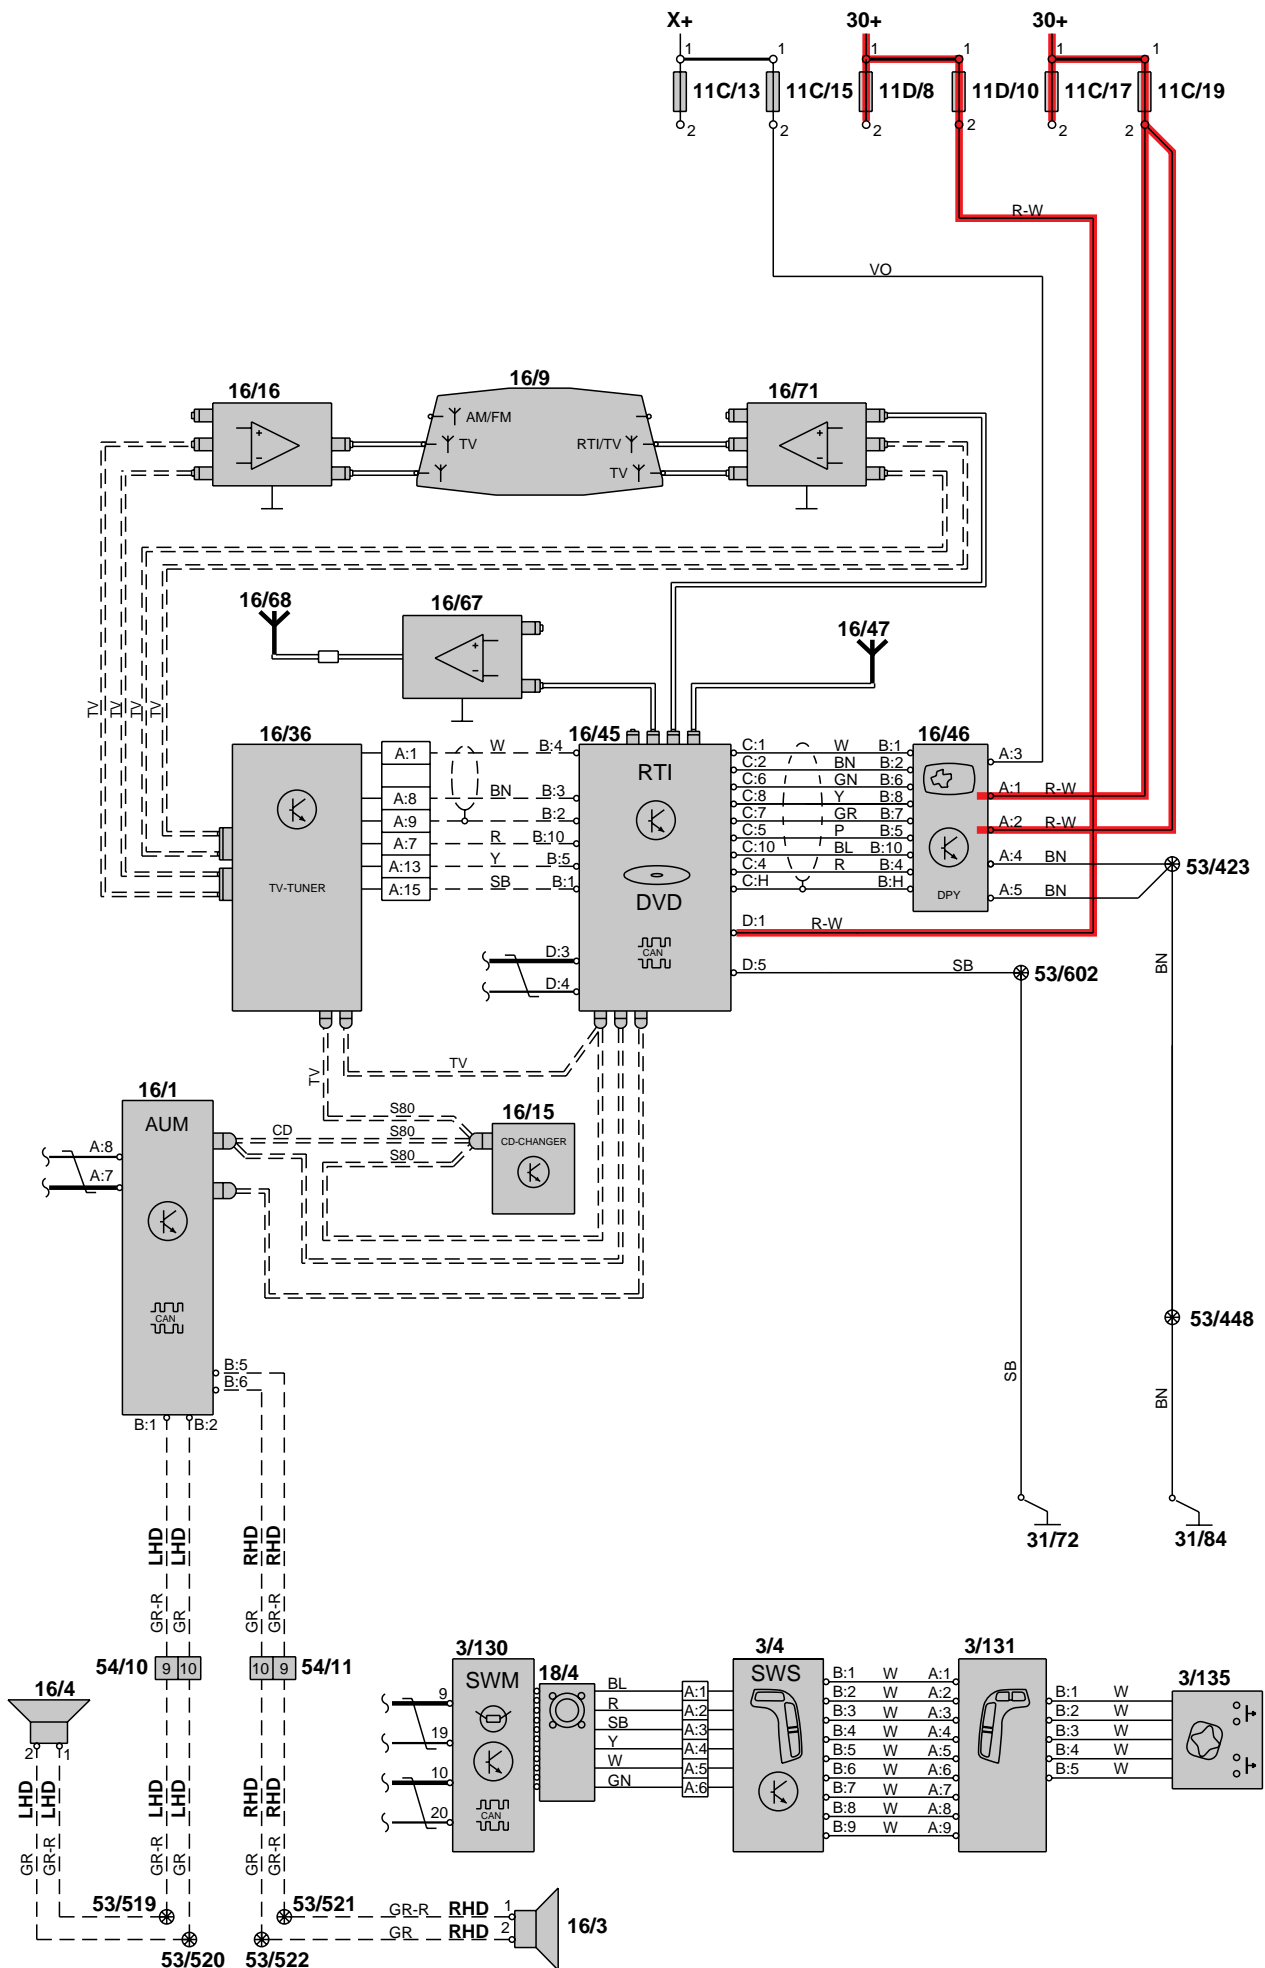 X+ 30+ 30+
1 1 1 1 1 1
11C/13 11C/15 11D/8 11D/10 11C/17 11C/19
2 2 2 2 2 2
R-W
VO
16/16 16/9 16/71
AM/FM
TV RTI/TV
TV
+ -
+ -
16/68 16/67 16/47
+ -
TV TV TV TV
16/36 16/45 16/46
A:1 W B:4
A:8 BN B:3
A:9 B:2
A:7 R B:10
A:13 Y B:5
A:15 SB B:1
TV-TUNER
RTI
DVD
CAN
C:1 W B:1
C:2 BN B:2
C:6 GN B:6
C:8 Y B:8
C:7 GR B:7
C:5 P B:5
C:10 BL B:10
C:4 R B:4
C:H B:H
DPY
A:3
A:1 R-W
A:2 R-W
A:4 BN
A:5 BN
53/423
D:1 R-W
D:3
D:4
D:5 SB
53/602
BN
TV
TV
16/1
AUM
A:8
A:7
CAN
CD
S80
S80
S80
16/15
CD-CHANGER
53/448
SB
BN
B:5
B:6
B:1 B:2
31/72
31/84
LHD LHD RHD RHD
GR-R GR GR GR-R
54/10 9 10 10 9 54/11
16/4
2 1
LHD LHD LHD LHD RHD RHD
GR GR-R GR-R GR GR GR-R
53/519 53/521
53/520 53/522
GR-R RHD 1
GR RHD 2
16/3
3/130
SWM
9
19
10
20
CAN
18/4
BL A:1
R A:2
SB A:3
Y A:4
W A:5
GN A:6
3/4
SWS
3/131
B:1 W A:1
B:2 W A:2
B:3 W A:3
B:4 W A:4
B:5 W A:5
B:6 W A:6
B:7 W A:7
B:8 W A:8
B:9 W A:9
B:1 W
B:2 W
B:3 W
B:4 W
B:5 W
3/135